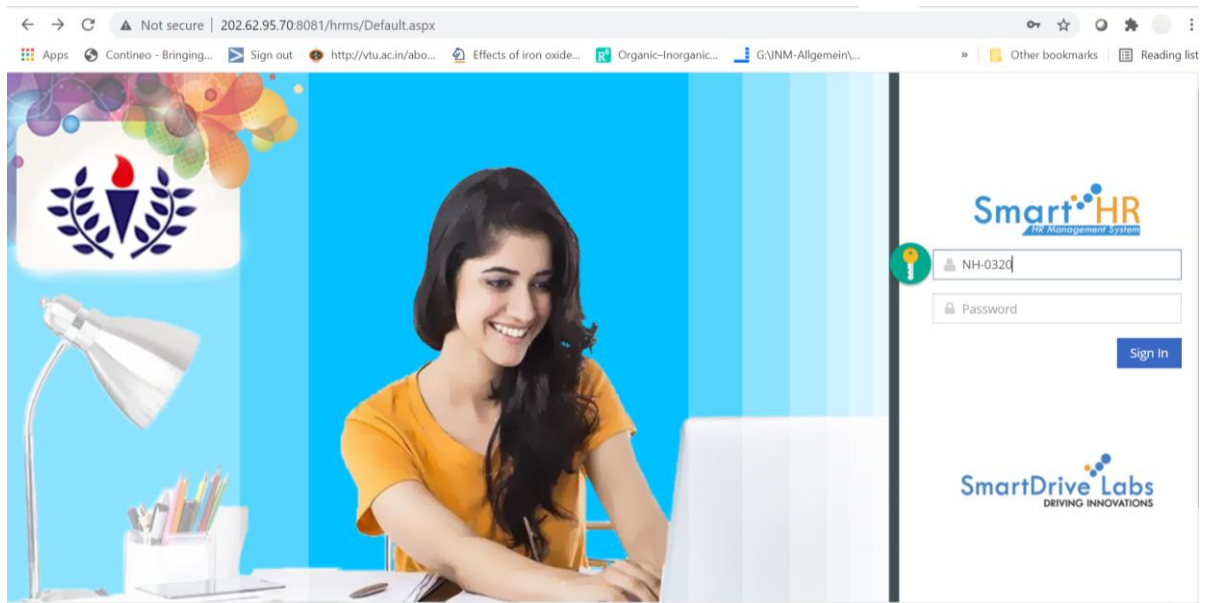 Not secure | 202.62.95.70:8081/hrms/Default.aspx
Apps Contineo - Bringing... Sign out http://vtu.ac.in/abo... Effects of iron oxide... R⁶ Organic–Inorganic... G:\INM-Allgemein\... » Other bookmarks Reading list
Smart HR
HR Management System
NH-0320
Password
Sign In
SmartDrive Labs
DRIVING INNOVATIONS